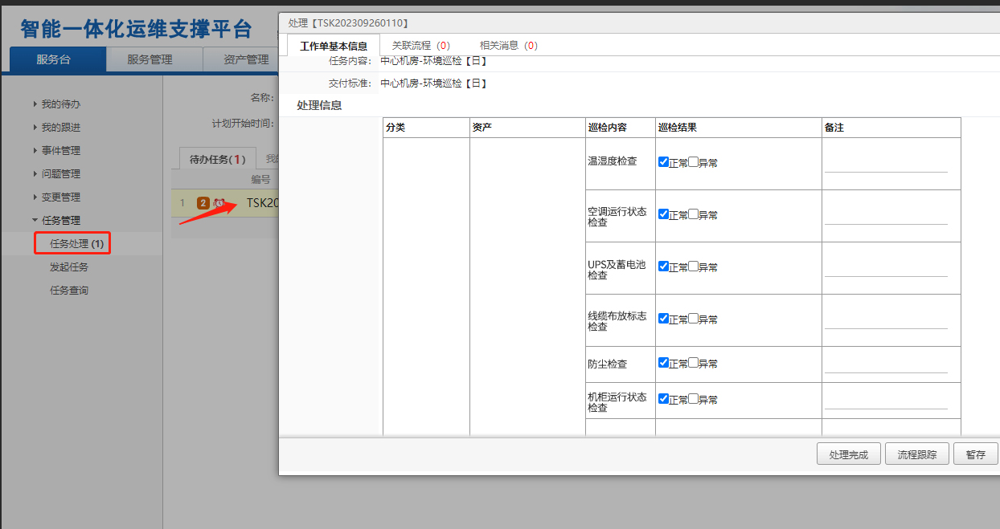 智能一体化运维支撑平台
服务台
服务管理
资产管理
我的待办
我的跟进
事件管理
问题管理
变更管理
任务管理
任务处理 (1)
发起任务
任务查询
名称:
计划开始时间:
待办任务(1)
编号
1 2 TSK20
处理【TSK202309260110】
工作单基本信息 关联流程 (0) 相关消息 (0)
任务内容: 中心机房-环境巡检【日】
交付标准: 中心机房-环境巡检【日】
处理信息
分类 资产 巡检内容 巡检结果 备注
温湿度检查 正常 异常
空调运行状态
检查 正常 异常
UPS及蓄电池
检查 正常 异常
线缆布放标志
检查 正常 异常
防尘检查 正常 异常
机柜运行状态
检查 正常 异常
处理完成 流程跟踪 暂存